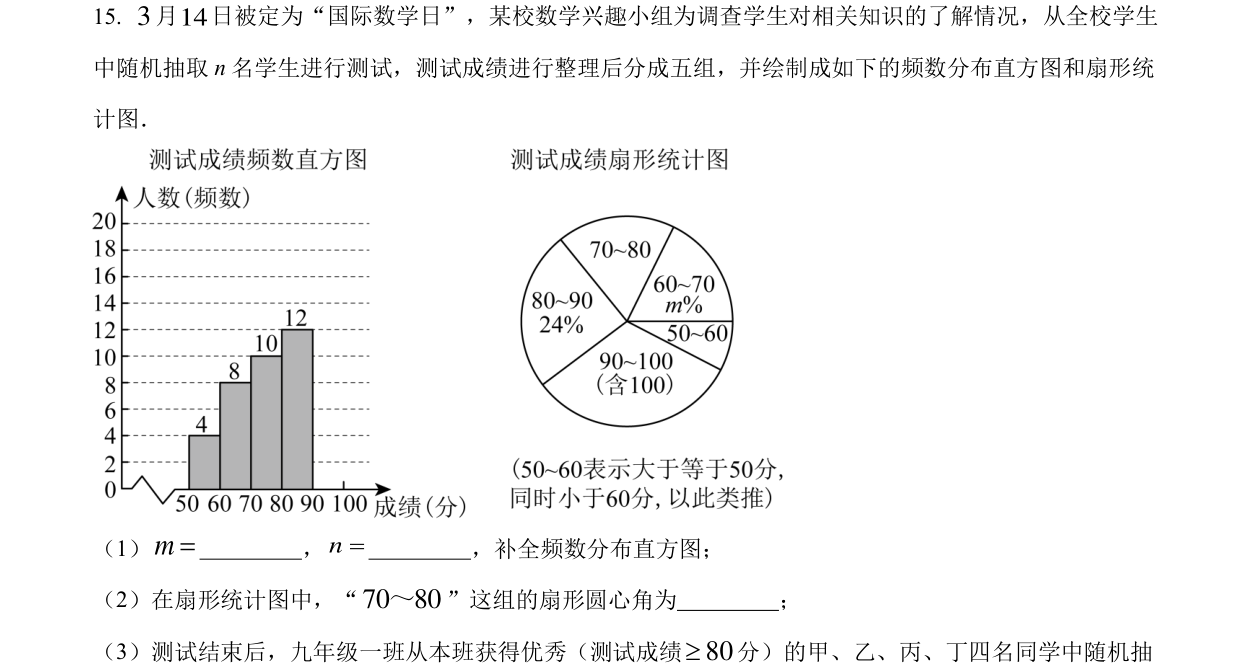 15. 3月14日被定为“国际数学日”，某校数学兴趣小组为调查学生对相关知识的了解情况，从全校学生
中随机抽取 n 名学生进行测试，测试成绩进行整理后分成五组，并绘制成如下的频数分布直方图和扇形统
计图．
测试成绩频数直方图
人数(频数)
20
18
16
14
12
10
8
6
4
2
0
4
8
10
12
50 60 70 80 90 100 成绩(分)
测试成绩扇形统计图
70~80
60~70
m%
80~90
24%
50~60
90~100
(含100)
(50~60表示大于等于50分,
同时小于60分, 以此类推)
（1）m = ________，n = ________，补全频数分布直方图；
（2）在扇形统计图中，“70～80”这组的扇形圆心角为________；
（3）测试结束后，九年级一班从本班获得优秀（测试成绩≥80分）的甲、乙、丙、丁四名同学中随机抽